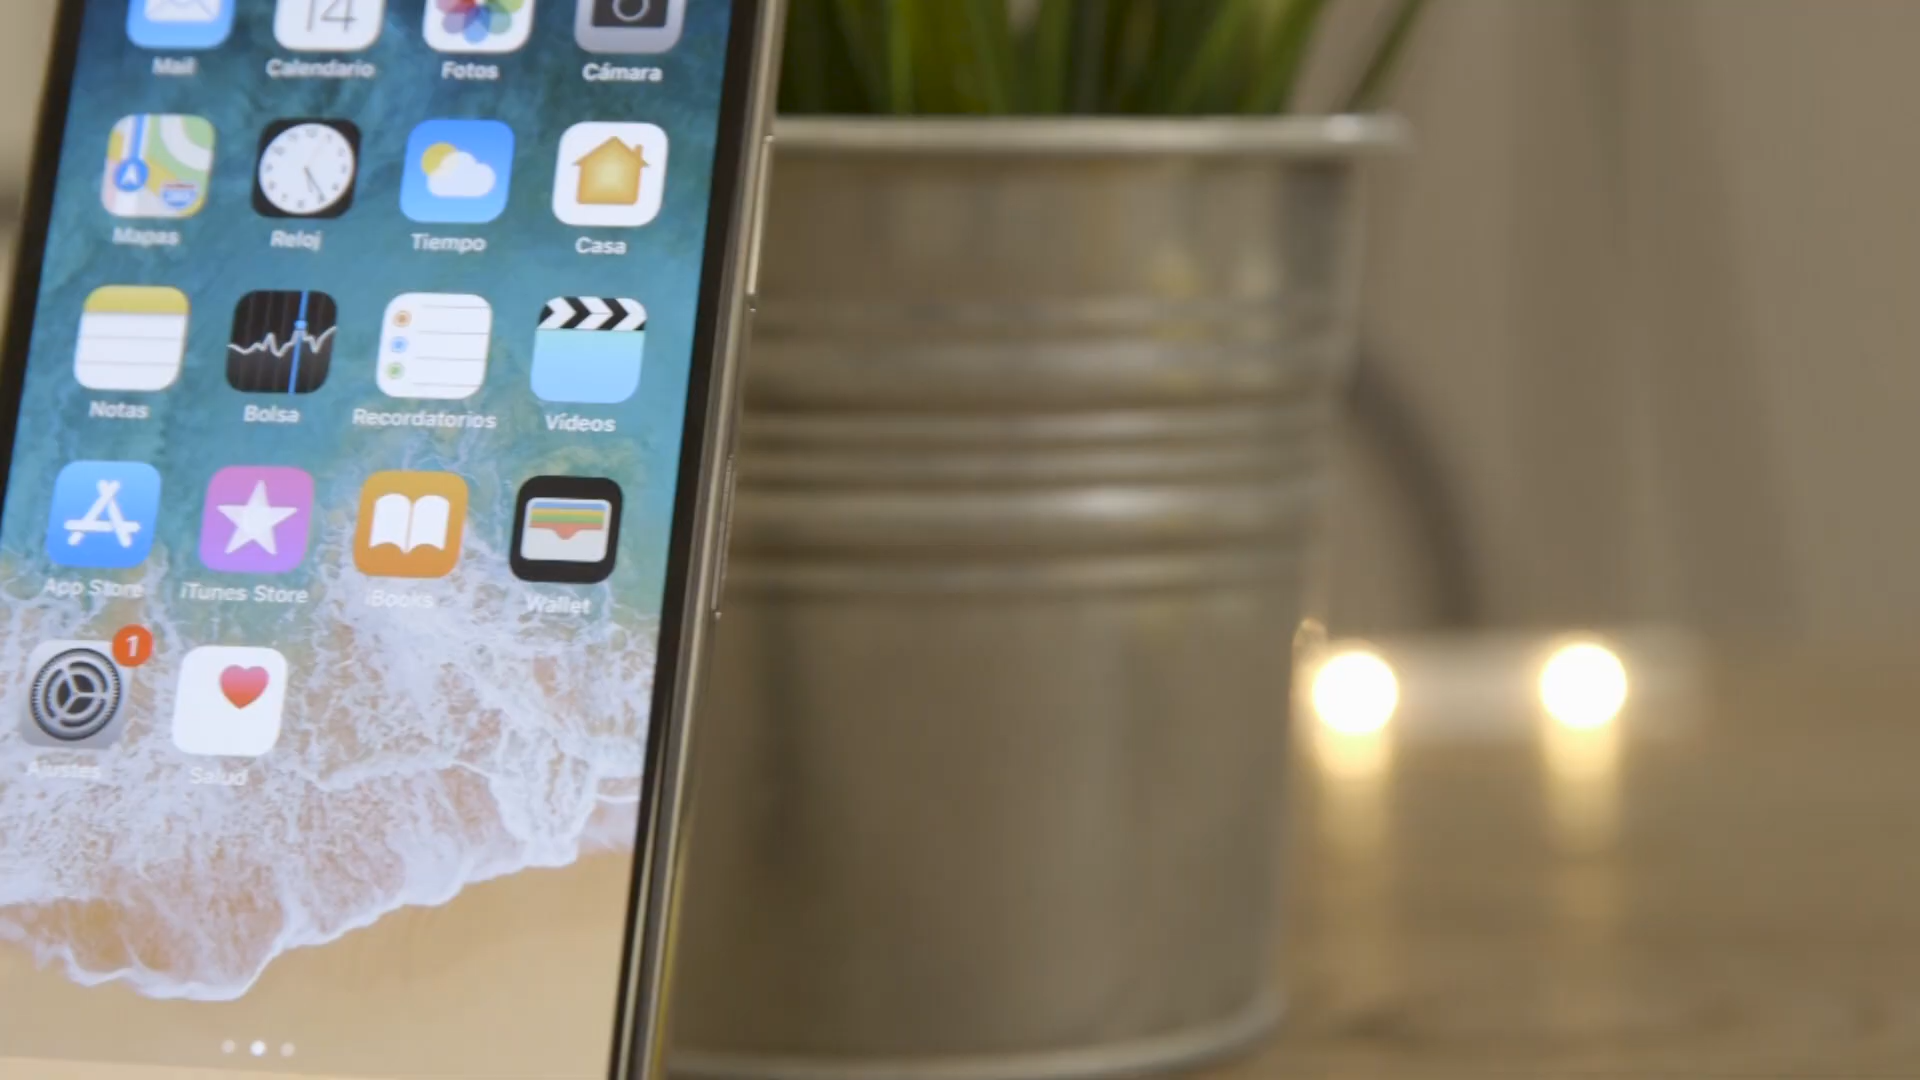 14
Mail Calendario Fotos Cámara
Mapas Reloj Tiempo Casa
Notas Bolsa Recordatorios Vídeos
App Store iTunes Store iBooks Wallet
1
Ajustes Salud